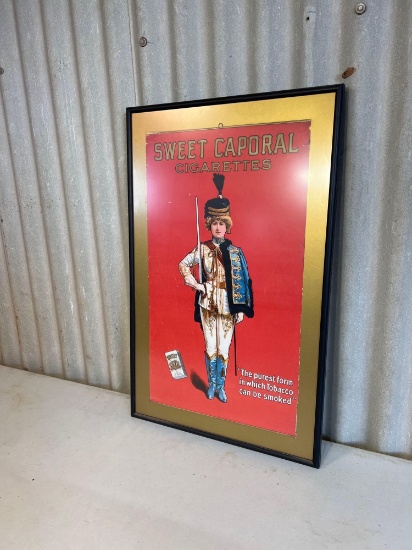 SWEET CAPORAL
CIGARETTES
"The purest form
in which Tobacco
can be smoked"